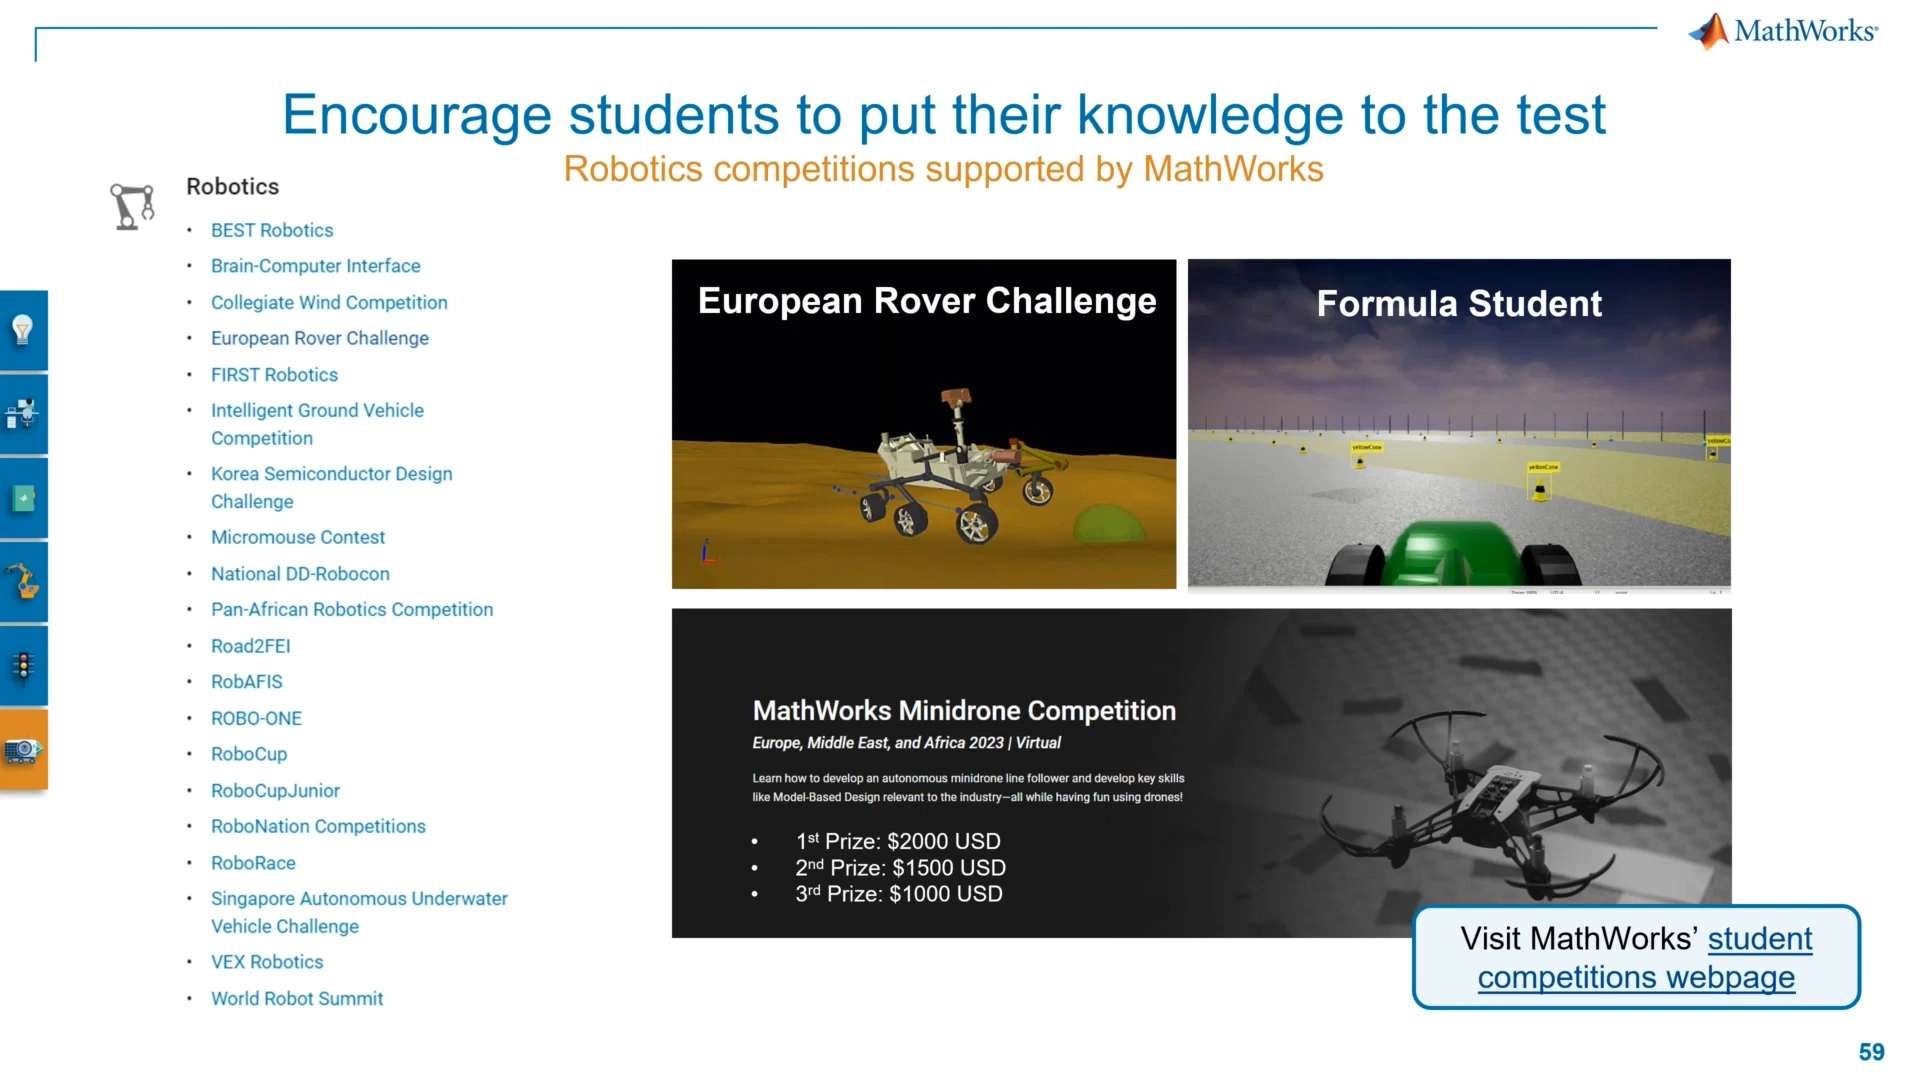 MathWorks®
Encourage students to put their knowledge to the test
Robotics competitions supported by MathWorks
Robotics
• BEST Robotics
• Brain-Computer Interface
• Collegiate Wind Competition
• European Rover Challenge
• FIRST Robotics
• Intelligent Ground Vehicle
Competition
• Korea Semiconductor Design
Challenge
• Micromouse Contest
• National DD-Robocon
• Pan-African Robotics Competition
• Road2FEI
• RobAFIS
• ROBO-ONE
• RoboCup
• RoboCupJunior
• RoboNation Competitions
• RoboRace
• Singapore Autonomous Underwater
Vehicle Challenge
• VEX Robotics
• World Robot Summit
European Rover Challenge
Formula Student
yellowCone
yellowCone
MathWorks Minidrone Competition
Europe, Middle East, and Africa 2023 | Virtual
Learn how to develop an autonomous minidrone line follower and develop key skills
like Model-Based Design relevant to the industry—all while having fun using drones!
• 1st Prize: $2000 USD
• 2nd Prize: $1500 USD
• 3rd Prize: $1000 USD
Visit MathWorks’ student
competitions webpage
59